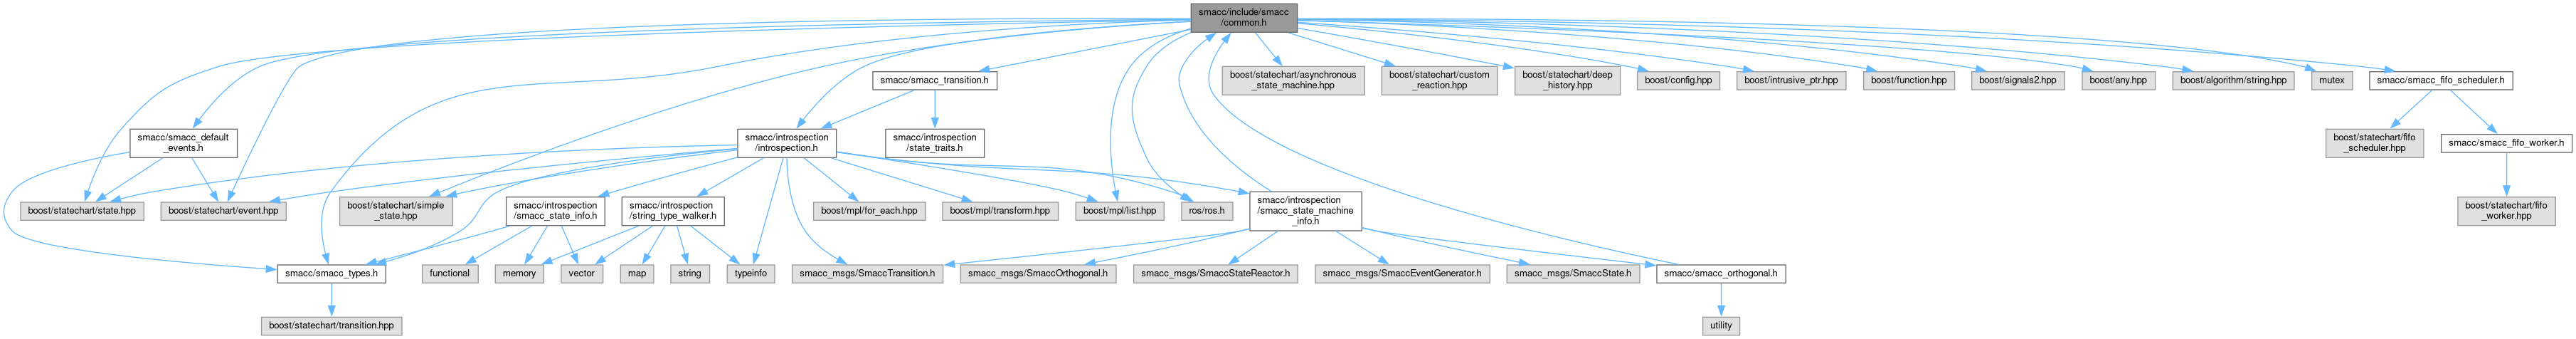 smacc/include/smacc
/common.h
smacc/smacc_transition.h
boost/statechart/asynchronous
_state_machine.hpp
boost/statechart/custom
_reaction.hpp
boost/statechart/deep
_history.hpp
boost/config.hpp
boost/intrusive_ptr.hpp
boost/function.hpp
boost/signals2.hpp
boost/any.hpp
boost/algorithm/string.hpp
mutex
smacc/smacc_fifo_scheduler.h
smacc/smacc_default
_events.h
smacc/introspection
/introspection.h
smacc/introspection
/state_traits.h
boost/statechart/fifo
_scheduler.hpp
smacc/smacc_fifo_worker.h
boost/statechart/state.hpp
boost/statechart/event.hpp
boost/statechart/simple
_state.hpp
smacc/introspection
/smacc_state_info.h
smacc/introspection
/string_type_walker.h
boost/mpl/for_each.hpp
boost/mpl/transform.hpp
boost/mpl/list.hpp
ros/ros.h
smacc/introspection
/smacc_state_machine
_info.h
boost/statechart/fifo
_worker.hpp
smacc/smacc_types.h
functional
memory
vector
map
string
typeinfo
smacc_msgs/SmaccTransition.h
smacc_msgs/SmaccOrthogonal.h
smacc_msgs/SmaccStateReactor.h
smacc_msgs/SmaccEventGenerator.h
smacc_msgs/SmaccState.h
smacc/smacc_orthogonal.h
boost/statechart/transition.hpp
utility